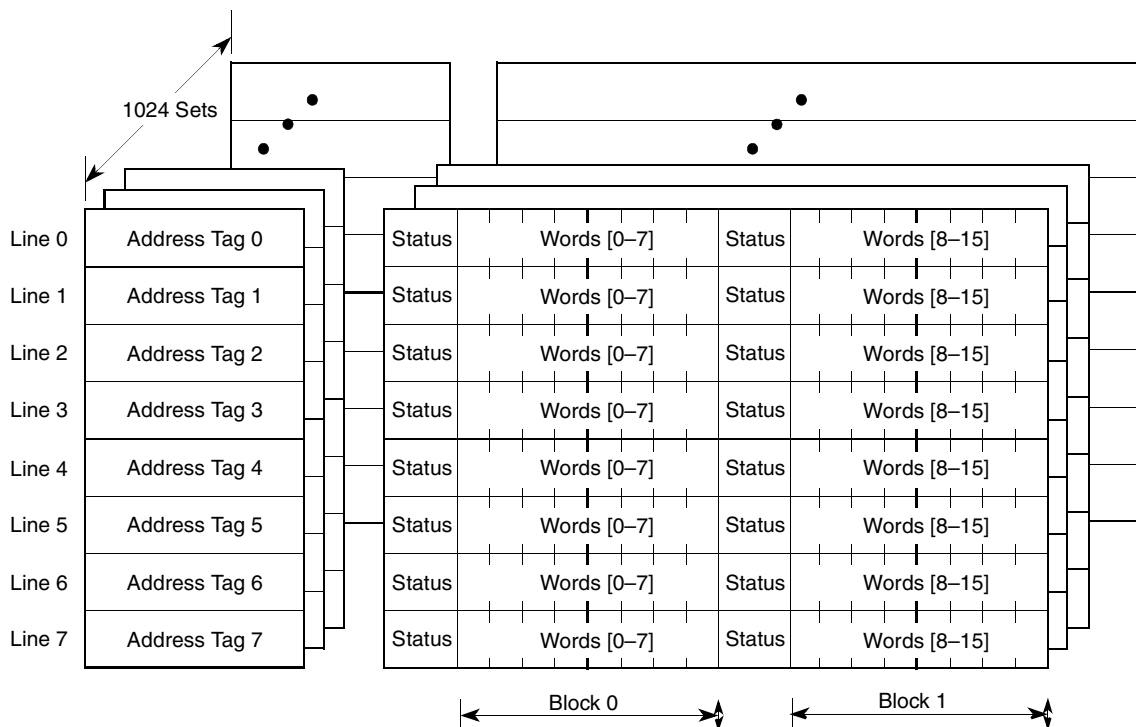 1024 Sets
Line 0 Address Tag 0 Status Words [0–7] Status Words [8–15]
Line 1 Address Tag 1 Status Words [0–7] Status Words [8–15]
Line 2 Address Tag 2 Status Words [0–7] Status Words [8–15]
Line 3 Address Tag 3 Status Words [0–7] Status Words [8–15]
Line 4 Address Tag 4 Status Words [0–7] Status Words [8–15]
Line 5 Address Tag 5 Status Words [0–7] Status Words [8–15]
Line 6 Address Tag 6 Status Words [0–7] Status Words [8–15]
Line 7 Address Tag 7 Status Words [0–7] Status Words [8–15]
Block 0 Block 1